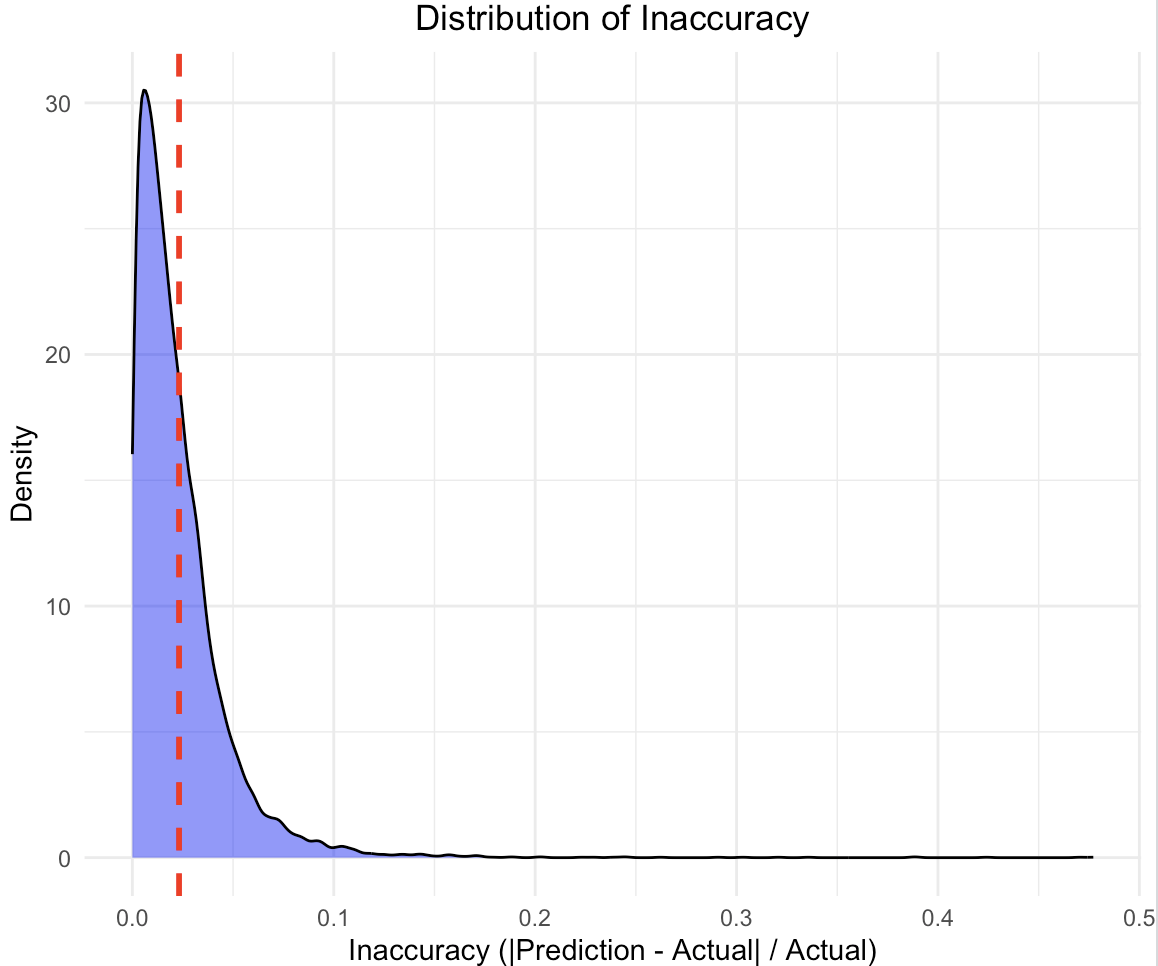 Distribution of Inaccuracy
30
20
10
0
Density
0.0 0.1 0.2 0.3 0.4 0.5
Inaccuracy (|Prediction - Actual| / Actual)